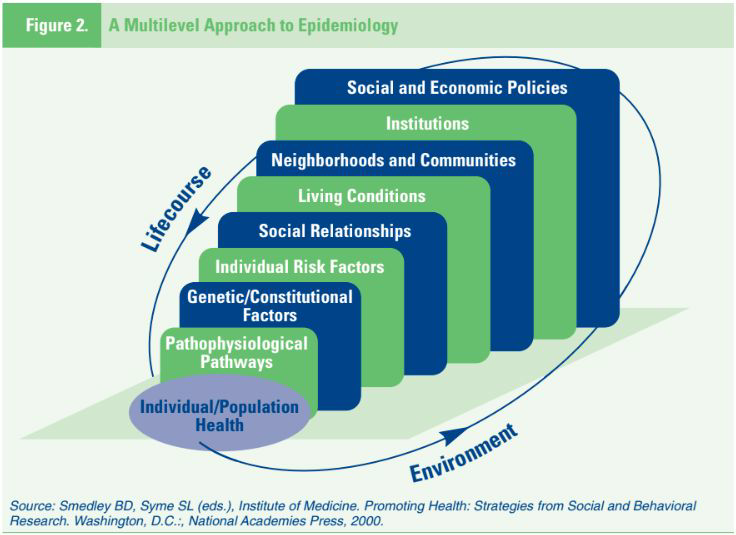 Figure 2. A Multilevel Approach to Epidemiology
Social and Economic Policies
Institutions
Neighborhoods and Communities
Living Conditions
Social Relationships
Individual Risk Factors
Genetic/Constitutional
Factors
Pathophysiological
Pathways
Individual/Population
Health
Lifecourse
Environment
Source: Smedley BD, Syme SL (eds.), Institute of Medicine. Promoting Health: Strategies from Social and Behavioral
Research. Washington, D.C.:, National Academies Press, 2000.